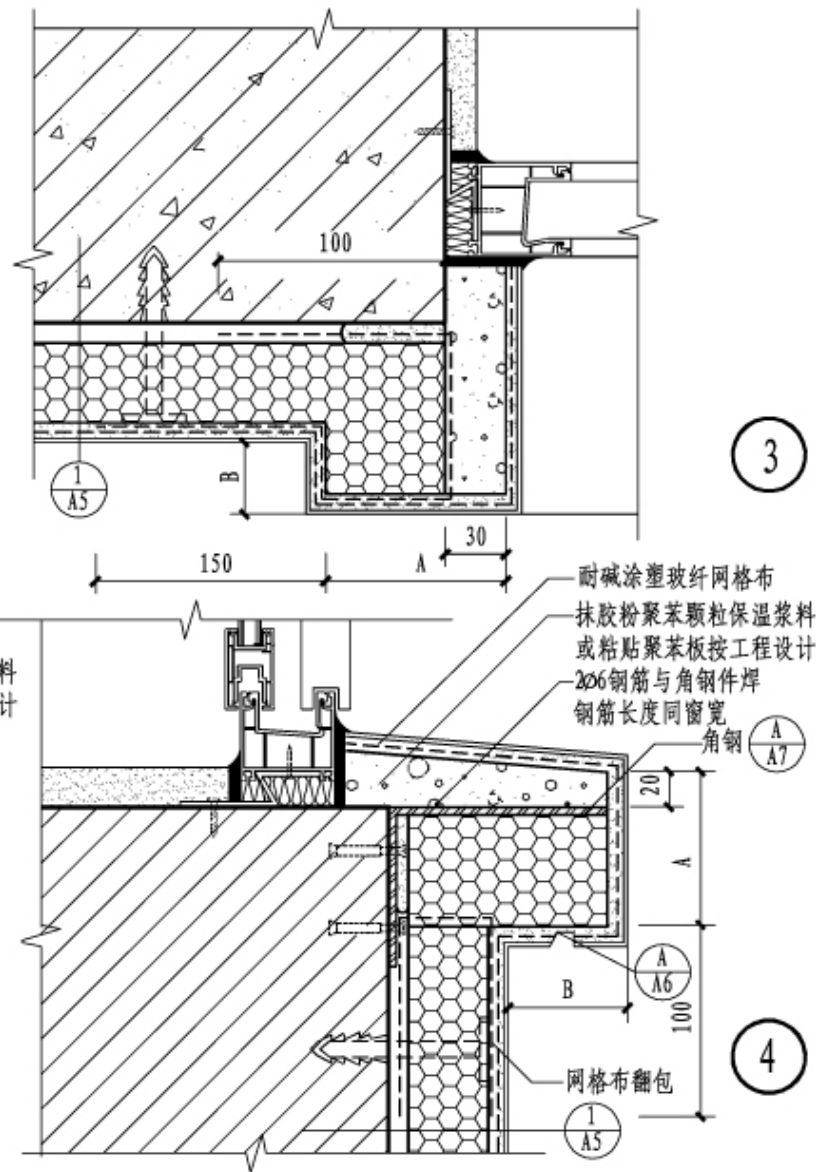 100
3
1
A5
B
30
150
A
耐碱涂塑玻纤网格布
抹胶粉聚苯颗粒保温浆料
或粘贴聚苯板按工程设计
2Ø6钢筋与角钢件焊
钢筋长度同窗宽
角钢
A
A7
料
计
20
A
A
A6
B
100
4
网格布翻包
1
A5